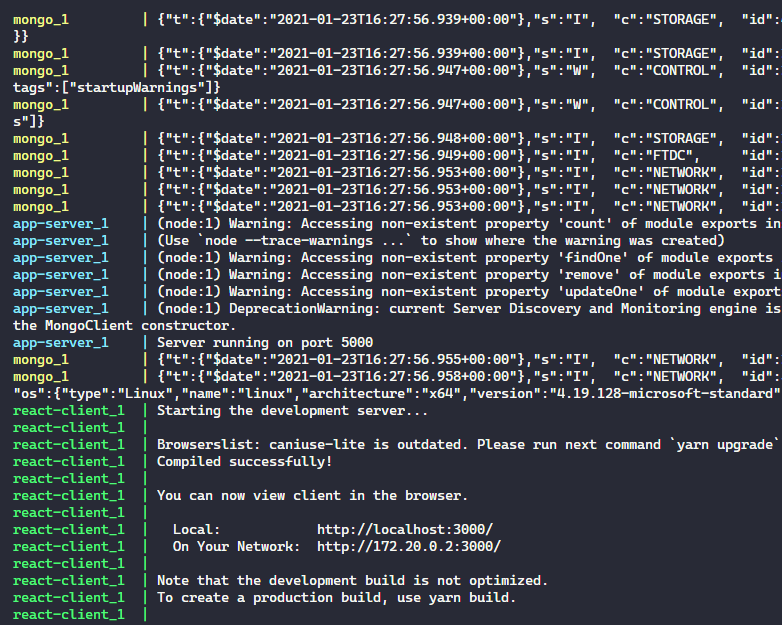 mongo_1         | {"t":{"$date":"2021-01-23T16:27:56.939+00:00"},"s":"I",  "c":"STORAGE",  "id":
}}
mongo_1         | {"t":{"$date":"2021-01-23T16:27:56.939+00:00"},"s":"I",  "c":"STORAGE",  "id":
mongo_1         | {"t":{"$date":"2021-01-23T16:27:56.947+00:00"},"s":"W",  "c":"CONTROL",  "id":
tags":["startupWarnings"]}
mongo_1         | {"t":{"$date":"2021-01-23T16:27:56.947+00:00"},"s":"W",  "c":"CONTROL",  "id":
s"]}
mongo_1         | {"t":{"$date":"2021-01-23T16:27:56.948+00:00"},"s":"I",  "c":"STORAGE",  "id":
mongo_1         | {"t":{"$date":"2021-01-23T16:27:56.949+00:00"},"s":"I",  "c":"FTDC",     "id":
mongo_1         | {"t":{"$date":"2021-01-23T16:27:56.953+00:00"},"s":"I",  "c":"NETWORK",  "id":
mongo_1         | {"t":{"$date":"2021-01-23T16:27:56.953+00:00"},"s":"I",  "c":"NETWORK",  "id":
mongo_1         | {"t":{"$date":"2021-01-23T16:27:56.953+00:00"},"s":"I",  "c":"NETWORK",  "id":
app-server_1    | (node:1) Warning: Accessing non-existent property 'count' of module exports in
app-server_1    | (Use `node --trace-warnings ...` to show where the warning was created)
app-server_1    | (node:1) Warning: Accessing non-existent property 'findOne' of module exports
app-server_1    | (node:1) Warning: Accessing non-existent property 'remove' of module exports i
app-server_1    | (node:1) Warning: Accessing non-existent property 'updateOne' of module export
app-server_1    | (node:1) DeprecationWarning: current Server Discovery and Monitoring engine is
the MongoClient constructor.
app-server_1    | Server running on port 5000
mongo_1         | {"t":{"$date":"2021-01-23T16:27:56.955+00:00"},"s":"I",  "c":"NETWORK",  "id":
mongo_1         | {"t":{"$date":"2021-01-23T16:27:56.958+00:00"},"s":"I",  "c":"NETWORK",  "id":
"os":{"type":"Linux","name":"linux","architecture":"x64","version":"4.19.128-microsoft-standard"
react-client_1  | Starting the development server...
react-client_1  |
react-client_1  | Browserslist: caniuse-lite is outdated. Please run next command `yarn upgrade`
react-client_1  | Compiled successfully!
react-client_1  |
react-client_1  | You can now view client in the browser.
react-client_1  |
react-client_1  |   Local:            http://localhost:3000/
react-client_1  |   On Your Network:  http://172.20.0.2:3000/
react-client_1  |
react-client_1  | Note that the development build is not optimized.
react-client_1  | To create a production build, use yarn build.
react-client_1  |